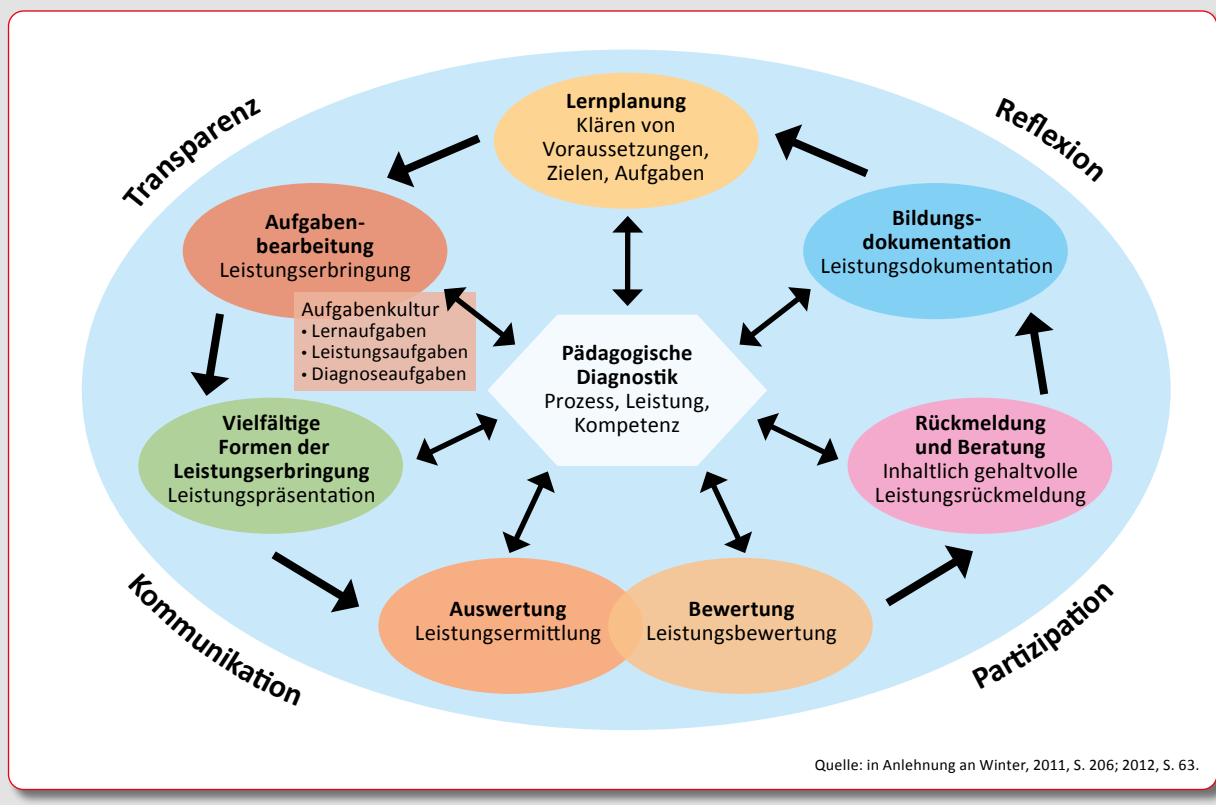 Transparenz
Reflexion
Lernplanung
Klären von
Voraussetzungen,
Zielen, Aufgaben
Aufgaben-
bearbeitung
Leistungserbringung
Bildungs-
dokumentation
Leistungsdokumentation
Aufgabenkultur
• Lernaufgaben
• Leistungsaufgaben
• Diagnoseaufgaben
Pädagogische
Diagnostik
Prozess, Leistung,
Kompetenz
Vielfältige
Formen der
Leistungserbringung
Leistungspräsentation
Rückmeldung
und Beratung
Inhaltlich gehaltvolle
Leistungsrückmeldung
Auswertung
Leistungsermittlung
Bewertung
Leistungsbewertung
Kommunikation
Partizipation
Quelle: in Anlehnung an Winter, 2011, S. 206; 2012, S. 63.